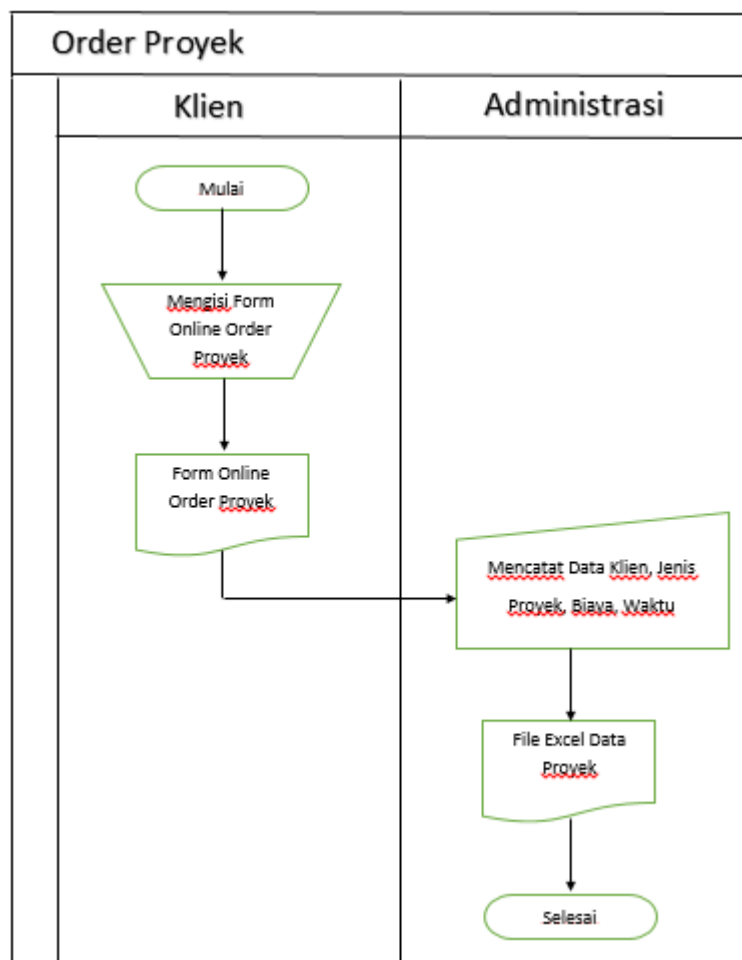 Order Proyek
Klien
Administrasi
Mulai
Mengisi Form
Online Order
Proyek
Form Online
Order Proyek
Mencatat Data Klien, Jenis
Proyek, Biaya, Waktu
File Excel Data
Proyek
Selesai